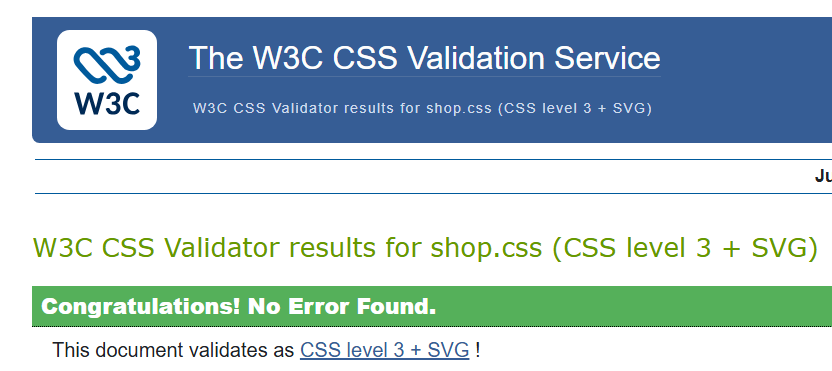 The W3C CSS Validation Service
W3C
W3C CSS Validator results for shop.css (CSS level 3 + SVG)
Ju
W3C CSS Validator results for shop.css (CSS level 3 + SVG)
Congratulations! No Error Found.
This document validates as CSS level 3 + SVG !